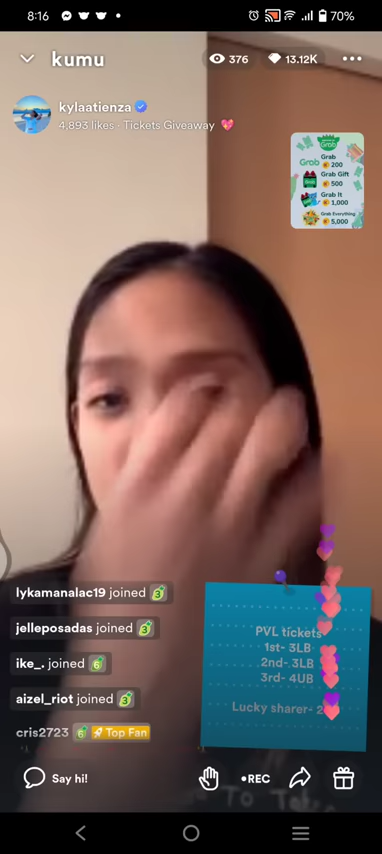 8:16
70%
kumu
376
13.12K
kylaatienza
4,893 likes · Tickets Giveaway
Grab
Grab
Grab
200
Grab Gift
500
Grab It
1,000
Grab Everything
5,000
lykamanalac19 joined 3
jelleposadas joined 3
ike_. joined 6
aizel_riot joined 3
cris2723 6 Top Fan
PVL tickets
1st- 3LB
2nd- 3LB
3rd- 4UB
Lucky sharer- 2
Say hi!
•REC